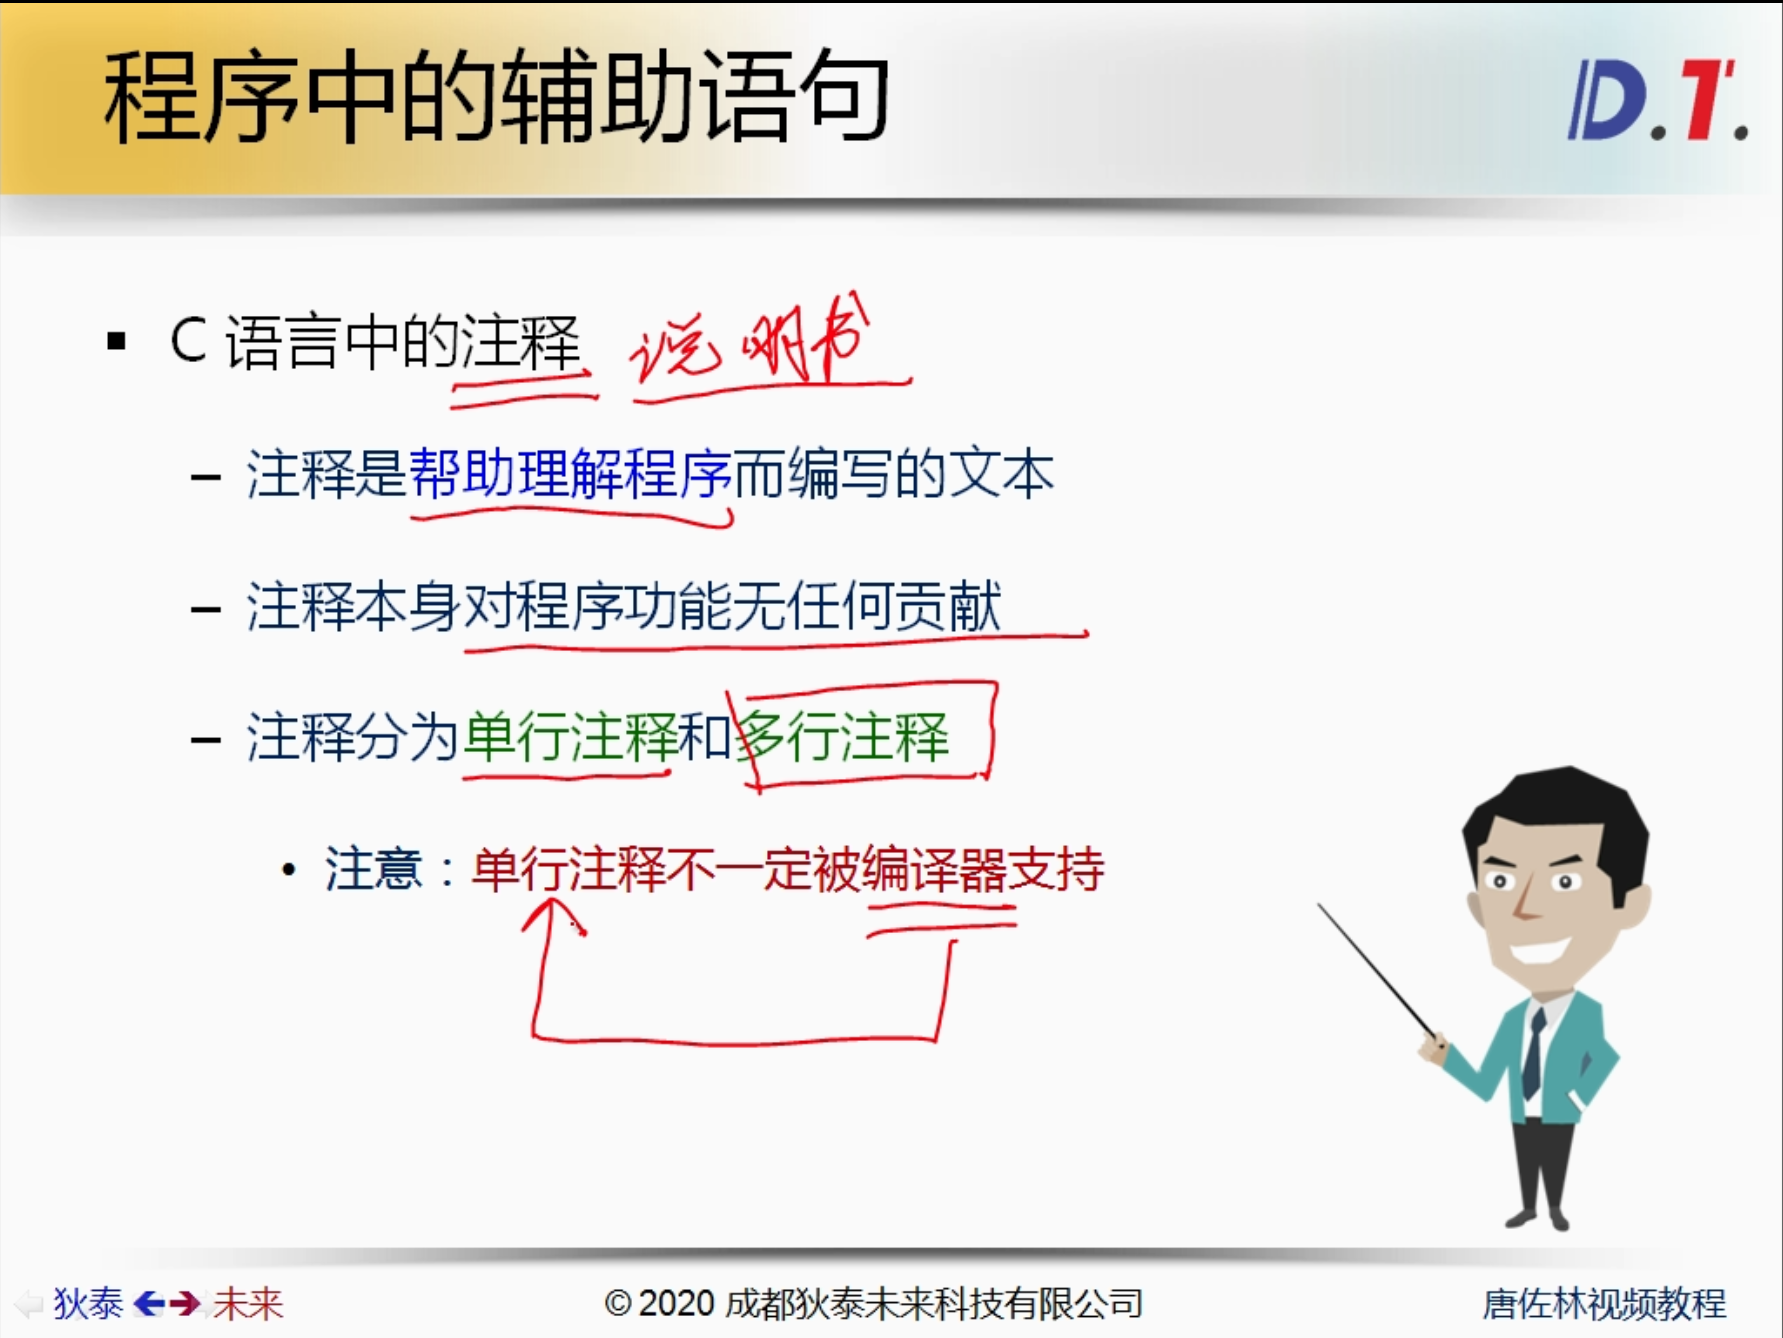 程序中的辅助语句
D.T.
▪ C 语言中的注释 说明书
– 注释是帮助理解程序而编写的文本
– 注释本身对程序功能无任何贡献
– 注释分为单行注释和多行注释
• 注意：单行注释不一定被编译器支持
狄泰 未来
© 2020 成都狄泰未来科技有限公司
唐佐林视频教程